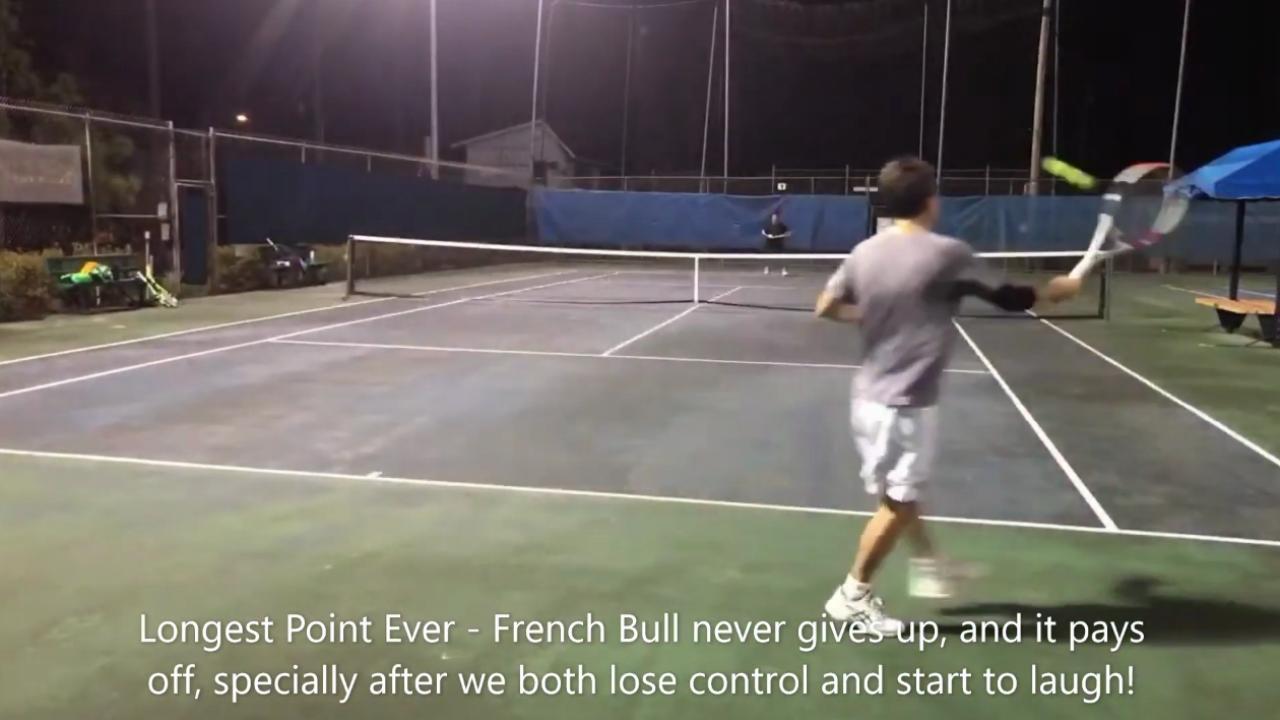 Longest Point Ever - French Bull never gives up, and it pays
off, specially after we both lose control and start to laugh!